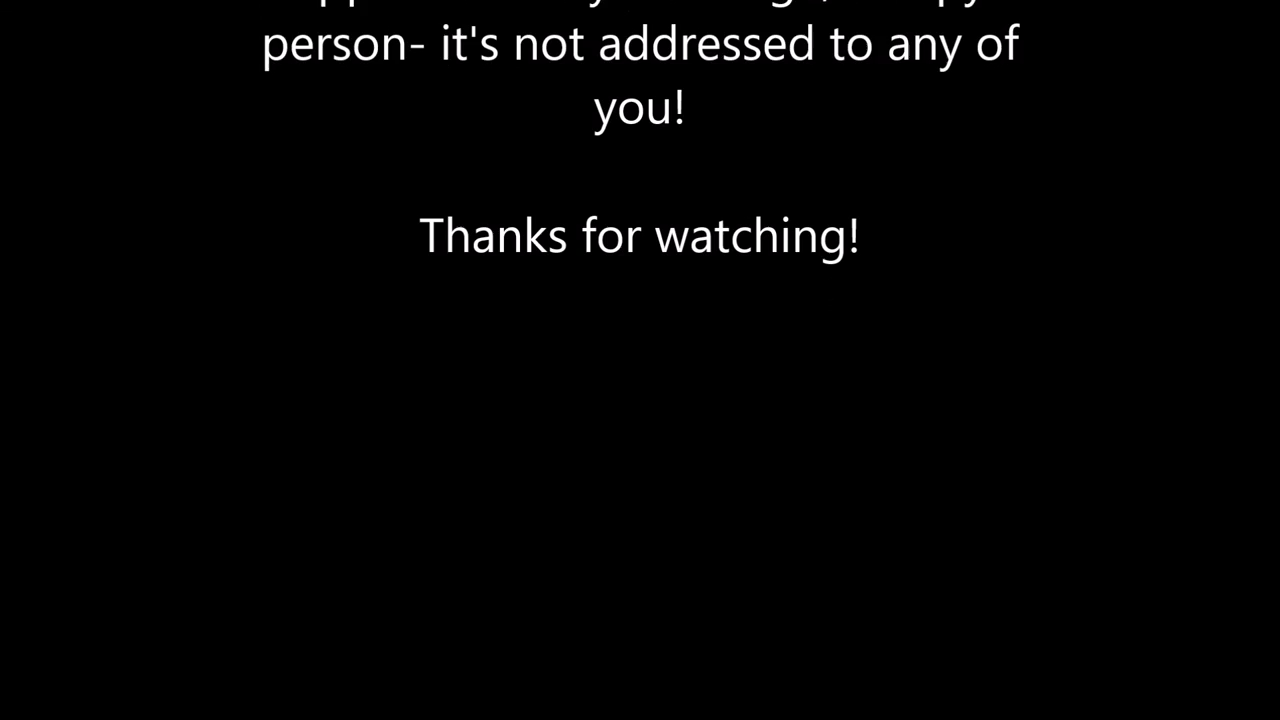 person- it's not addressed to any of
you!
Thanks for watching!